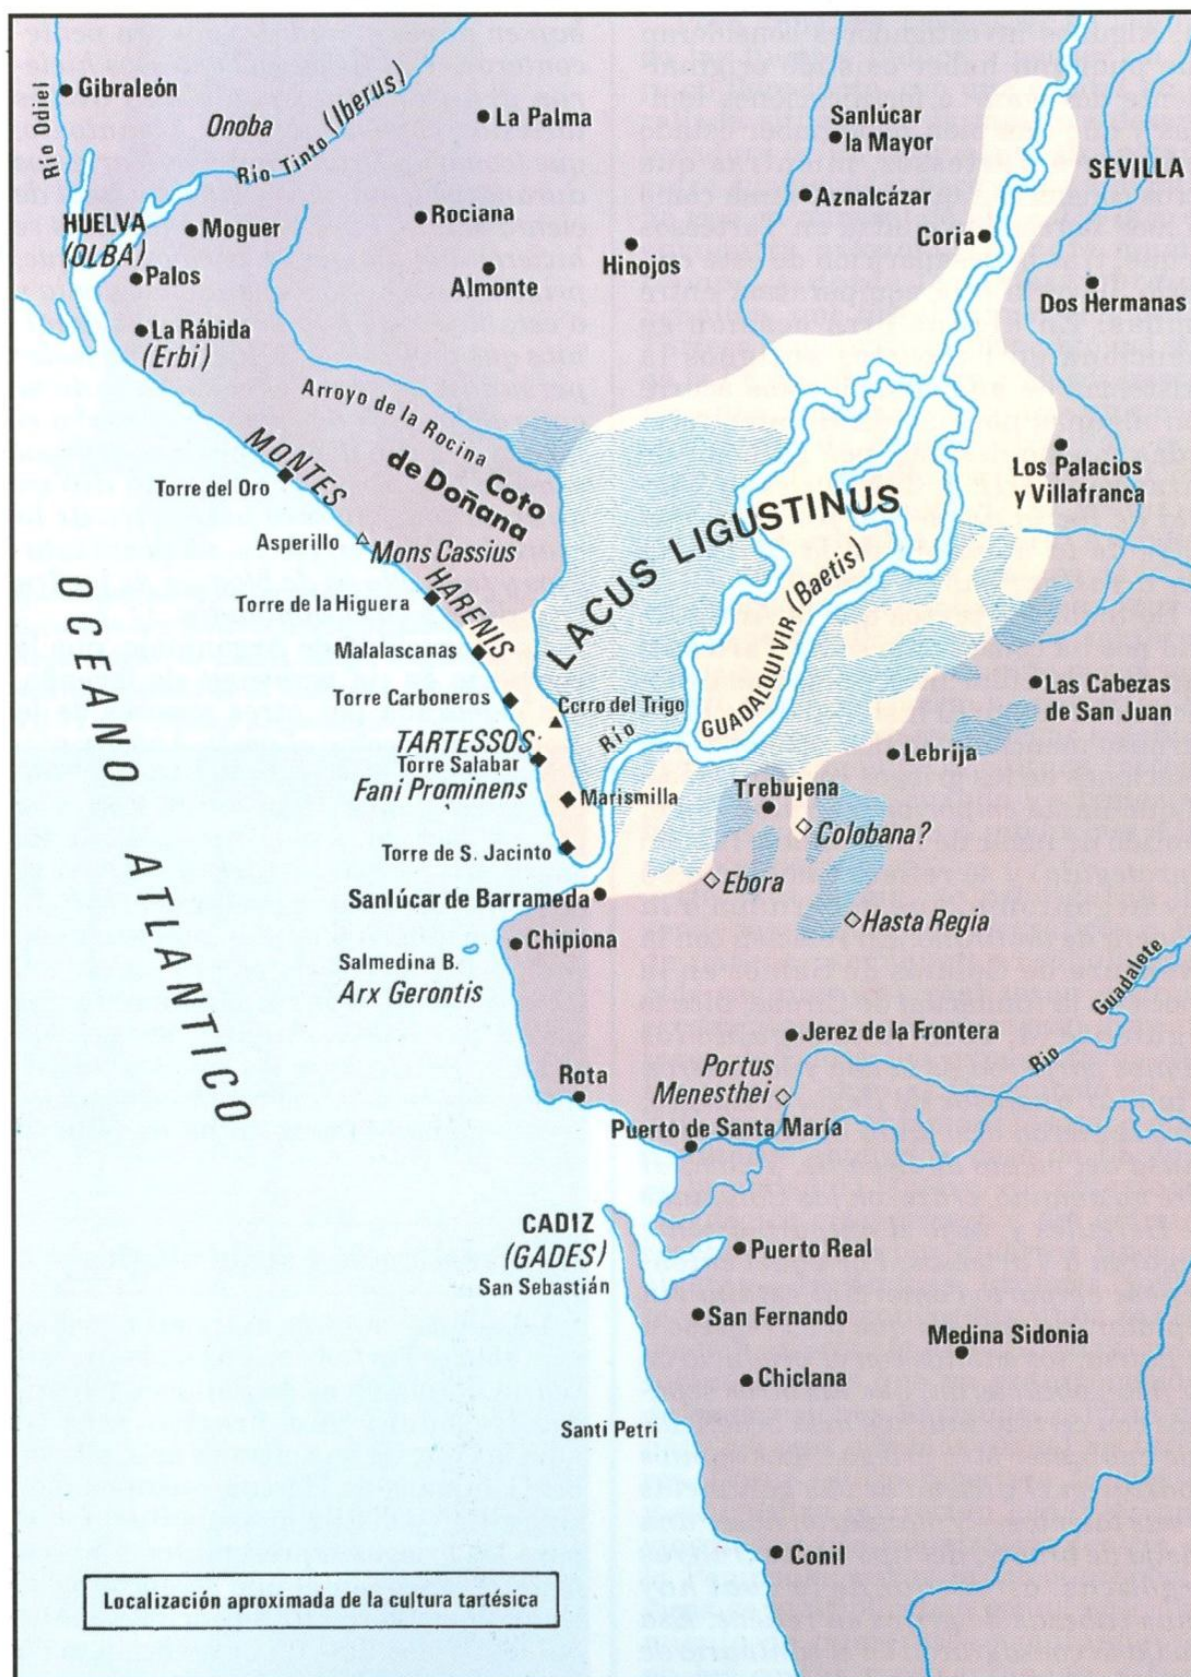 Río Odiel
Gibraleón
Onoba
Río Tinto (Iberus)
La Palma
Sanlúcar
la Mayor
SEVILLA
Aznalcázar
HUELVA
(OLBA)
Moguer
Rociana
Coria
Hinojos
Palos
Almonte
Dos Hermanas
La Rábida
(Erbi)
Arroyo de la Rocina
Coto
de Doñana
MONTES
Torre del Oro
Los Palacios
y Villafranca
LACUS LIGUSTINUS
Asperillo
Mons Cassius
HARENIS
Torre de la Higuera
Malalascanas
Río
GUADALQUIVIR (Baetis)
Las Cabezas
de San Juan
Torre Carboneros
Cerro del Trigo
TARTESSOS
Torre Salabar
Fani Prominens
Lebrija
Marismilla
Trebujena
Colobana?
Torre de S. Jacinto
Ebora
Sanlúcar de Barrameda
Hasta Regia
Chipiona
Salmedina B.
Arx Gerontis
OCEANO ATLANTICO
Jerez de la Frontera
Rio
Guadalete
Portus
Menesthei
Rota
Puerto de Santa María
CADIZ
(GADES)
San Sebastián
Puerto Real
San Fernando
Medina Sidonia
Chiclana
Santi Petri
Conil
Localización aproximada de la cultura tartésica